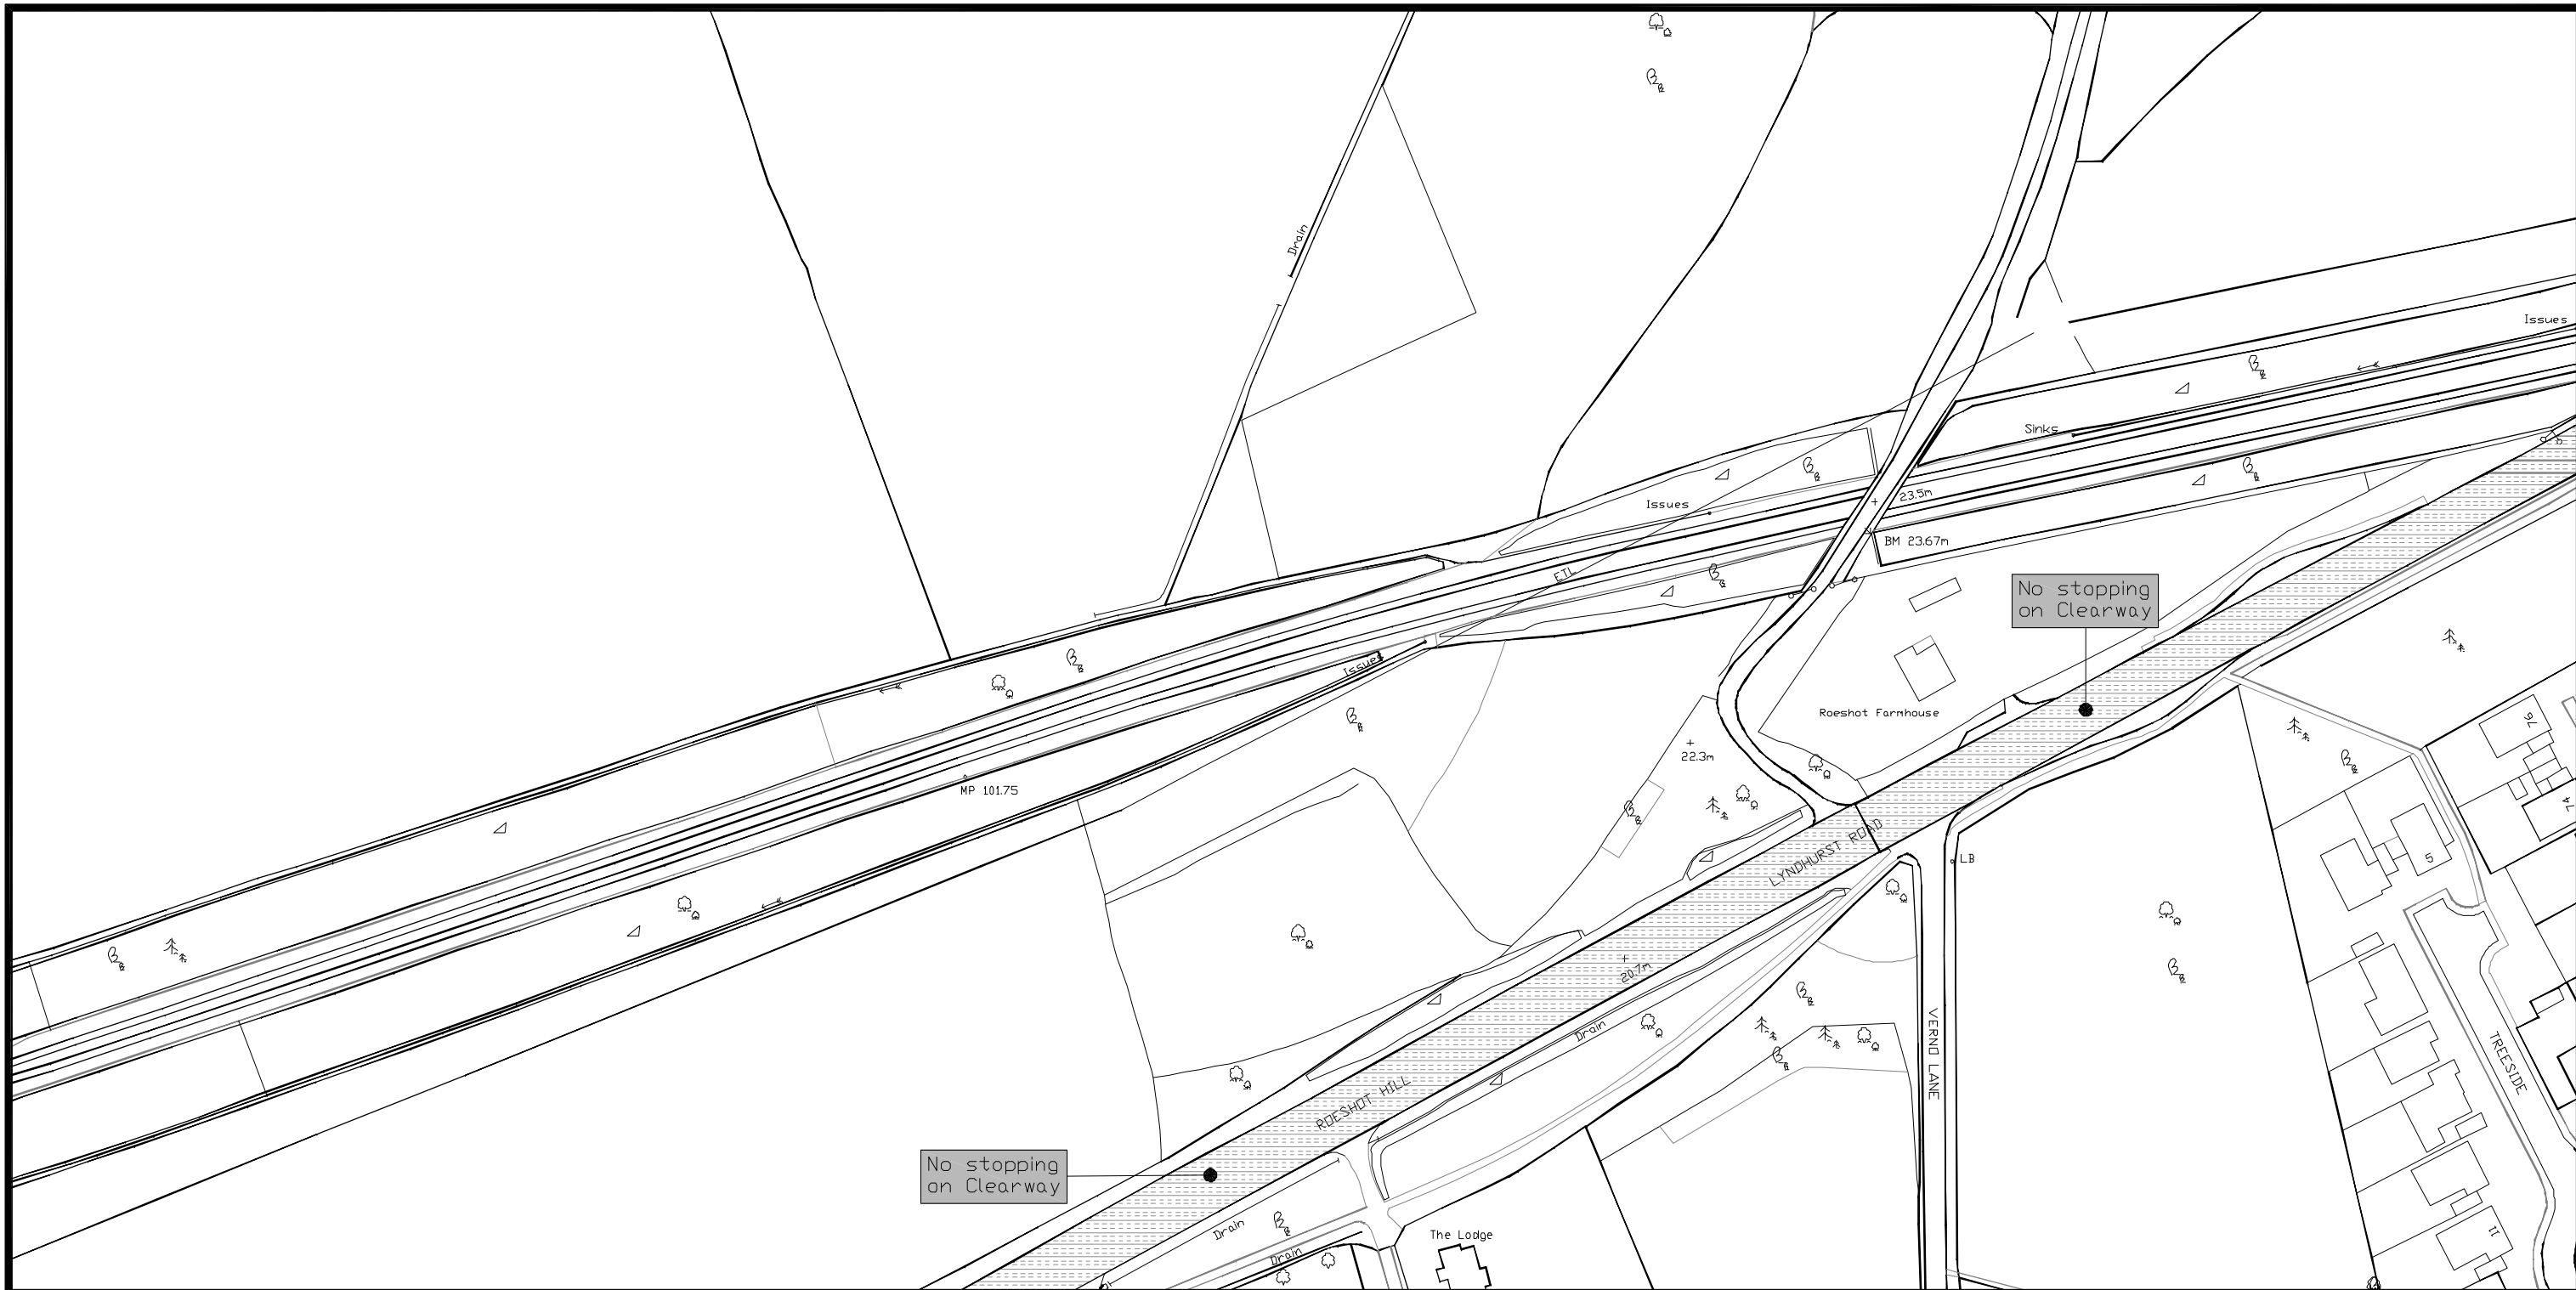 Drain
Issues
Sinks
23.5m
Issues
BM 23.67m
ETL
No stopping
on Clearway
Issues
Roeshot Farmhouse
76
22.3m
MP 101.75
74
LYNDHURST ROAD
LB
5
20.7m
Drain
VERNO LANE
TREESIDE
ROESHOT HILL
No stopping
on Clearway
Drain
Drain
The Lodge
11